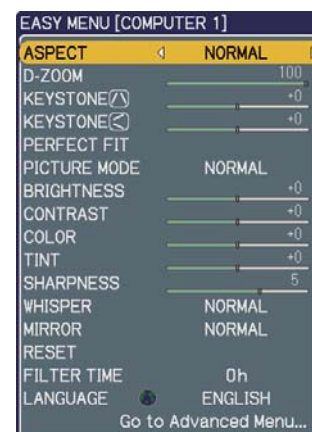 EASY MENU [COMPUTER 1]
ASPECT NORMAL
D-ZOOM 100
KEYSTONE +0
KEYSTONE +0
PERFECT FIT
PICTURE MODE NORMAL
BRIGHTNESS +0
CONTRAST +0
COLOR +0
TINT +0
SHARPNESS 5
WHISPER NORMAL
MIRROR NORMAL
RESET
FILTER TIME 0h
LANGUAGE ENGLISH
Go to Advanced Menu...